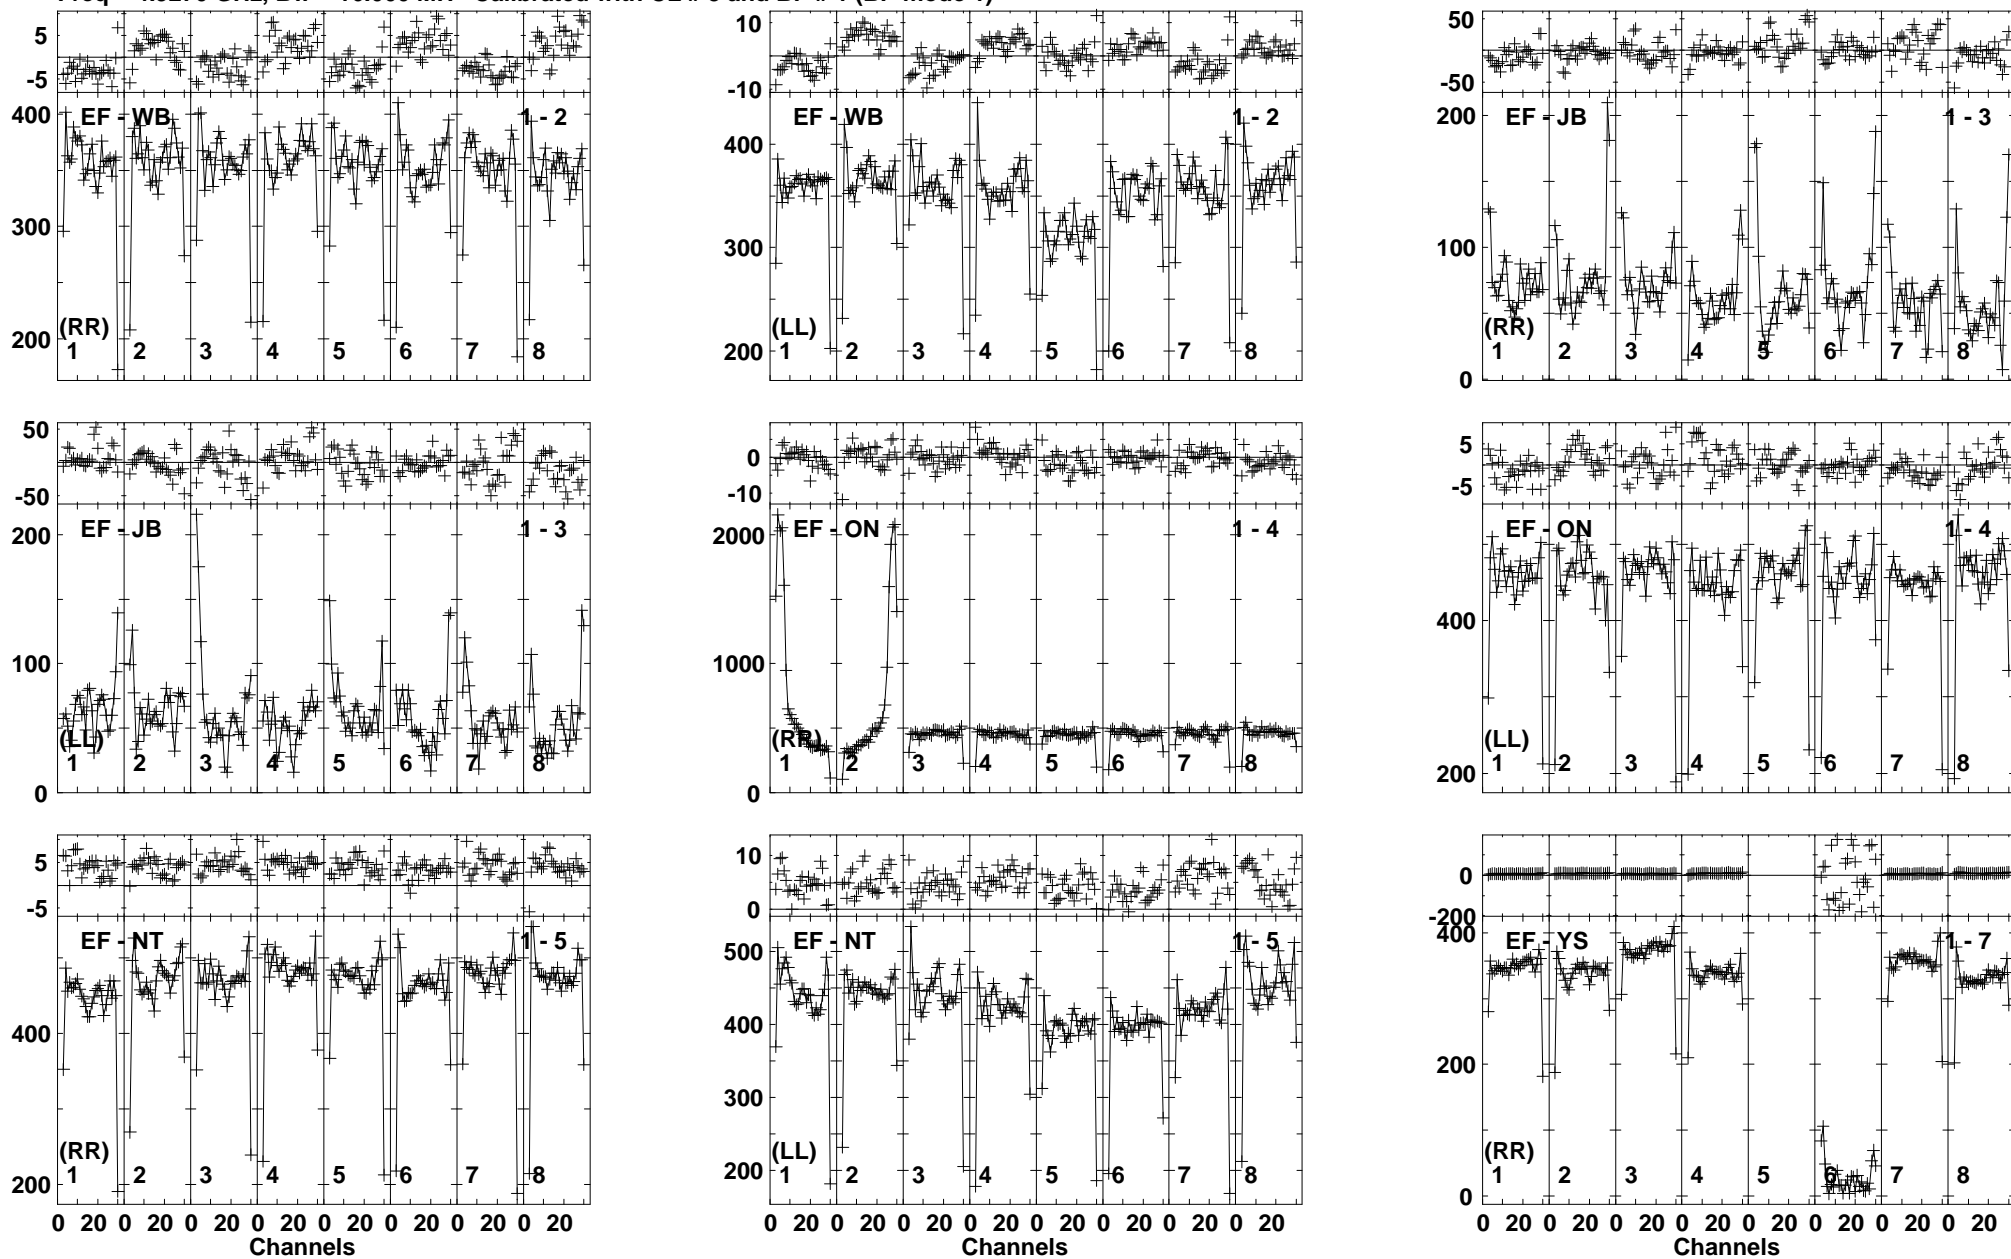 5 -5 10 -10 50 -50
EF - WB 1 - 2
400 300 200
(RR)
1 2 3 4 5 6 7 8
EF - WB 1 - 2
400 300 200
(LL)
1 2 3 4 5 6 7 8
EF - JB 1 - 3
200 100 0
(RR)
1 2 3 4 5 6 7 8
50 -50 0 -10 5 -5
EF - JB 1 - 3
200 100 0
(LL)
1 2 3 4 5 6 7 8
EF - ON 1 - 4
2000 1000 0
(RR)
1 2 3 4 5 6 7 8
EF - ON 1 - 4
400 200
(LL)
1 2 3 4 5 6 7 8
5 -5 10 0 0 -200
EF - NT 1 - 5
400 200
(RR)
1 2 3 4 5 6 7 8
EF - NT 1 - 5
500 400 300 200
(LL)
1 2 3 4 5 6 7 8
EF - YS 1 - 7
400 200 0
(RR)
1 2 3 4 5 6 7 8
0 20 0 20 0 20 0 20 0 20 0 20 0 20 0 20
Channels
0 20 0 20 0 20 0 20 0 20 0 20 0 20 0 20
Channels
0 20 0 20 0 20 0 20 0 20 0 20 0 20 0 20
Channels